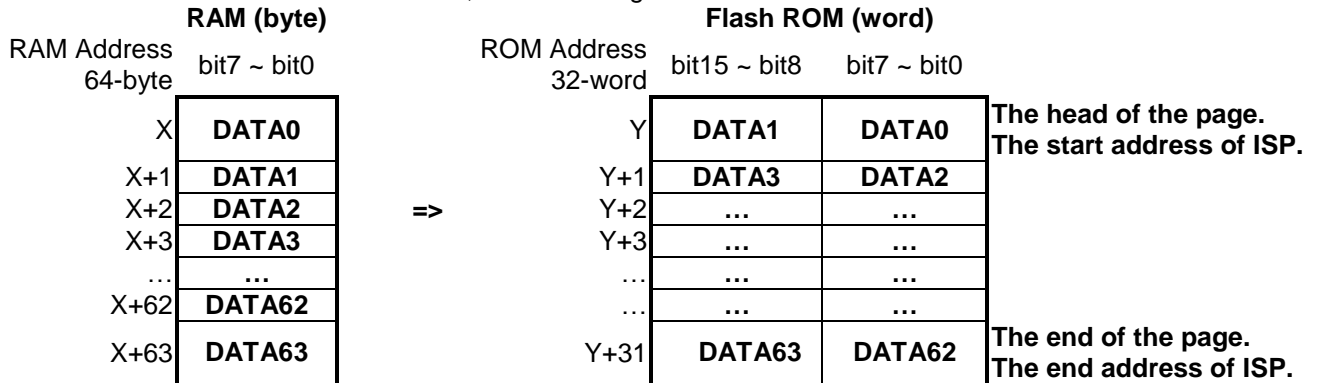 RAM (byte) Flash ROM (word)
RAM Address ROM Address
64-byte bit7 ~ bit0 32-word bit15 ~ bit8 bit7 ~ bit0
X DATA0 Y DATA1 DATA0 The head of the page.
The start address of ISP.
X+1 DATA1 Y+1 DATA3 DATA2
X+2 DATA2 => Y+2 … …
X+3 DATA3 Y+3 … …
… … … … …
X+62 DATA62 … … …
X+63 DATA63 Y+31 DATA63 DATA62 The end of the page.
The end address of ISP.